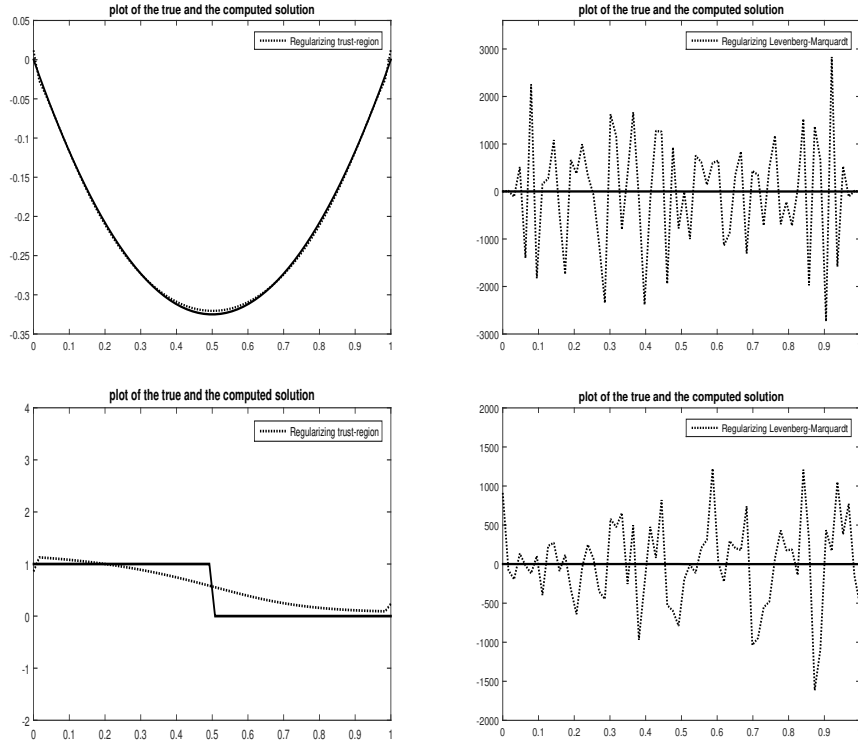 plot of the true and the computed solution
Regularizing trust-region
0.05
0
-0.05
-0.1
-0.15
-0.2
-0.25
-0.3
-0.35
0 0.1 0.2 0.3 0.4 0.5 0.6 0.7 0.8 0.9 1
plot of the true and the computed solution
Regularizing Levenberg-Marquardt
3000
2000
1000
0
-1000
-2000
-3000
0 0.1 0.2 0.3 0.4 0.5 0.6 0.7 0.8 0.9
plot of the true and the computed solution
Regularizing trust-region
4
3
2
1
0
-1
-2
0 0.1 0.2 0.3 0.4 0.5 0.6 0.7 0.8 0.9 1
plot of the true and the computed solution
Regularizing Levenberg-Marquardt
2000
1500
1000
500
0
-500
-1000
-1500
-2000
0 0.1 0.2 0.3 0.4 0.5 0.6 0.7 0.8 0.9